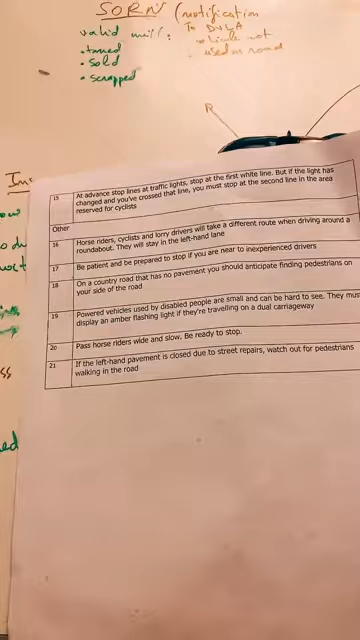 SORN (notification
To DVLA
valid until:
• taxed
• sold
• scrapped
vehicle not
used on road
R
15 At advance stop lines at traffic lights, stop at the first white line. But if the light has
changed and you've crossed that line, you must stop at the second line in the area
reserved for cyclists
Other
16 Horse riders, cyclists and lorry drivers will take a different route when driving around a
roundabout. They will stay in the left-hand lane
17 Be patient and be prepared to stop if you are near to inexperienced drivers
18 On a country road that has no pavement you should anticipate finding pedestrians on
your side of the road
19 Powered vehicles used by disabled people are small and can be hard to see. They mus
display an amber flashing light if they're travelling on a dual carriageway
20 Pass horse riders wide and slow. Be ready to stop.
21 If the left-hand pavement is closed due to street repairs, watch out for pedestrians
walking in the road